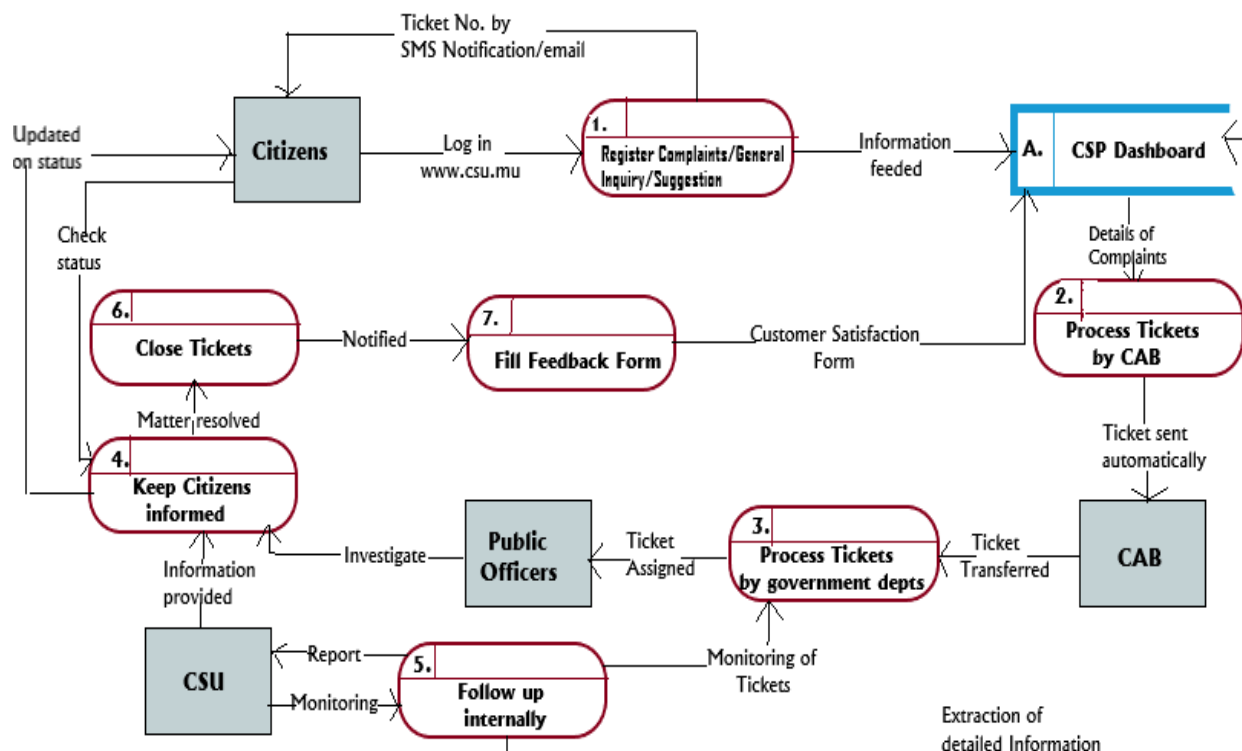 Ticket No. by
SMS Notification/email
Updated
on status
Citizens
Log in
www.csu.mu
1.
Register Complaints/General
Inquiry/Suggestion
Information
feeded
A.
CSP Dashboard
Check
status
Details of
Complaints
6.
Close Tickets
Notified
7.
Fill Feedback Form
Customer Satisfaction
Form
2.
Process Tickets
by CAB
Matter resolved
Ticket sent
automatically
4.
Keep Citizens
informed
Investigate
Public
Officers
Ticket
Assigned
3.
Process Tickets
by government depts
Ticket
Transferred
CAB
Information
provided
CSU
Report
Monitoring
5.
Follow up
internally
Monitoring of
Tickets
Extraction of
detailed Information